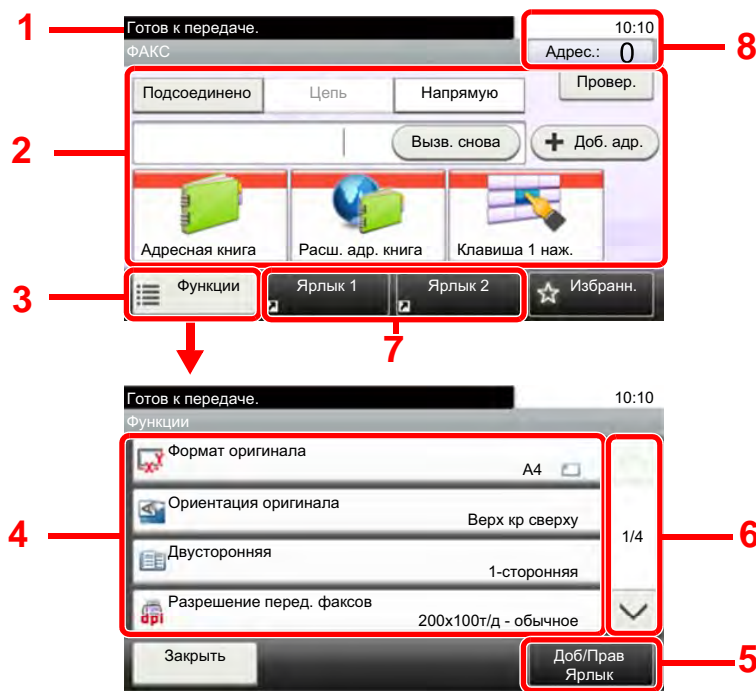 1
Готов к передаче.
10:10
8
ФАКС
Адрес.: 0
Подсоединено
Цепь
Напрямую
Провер.
2
Вызв. снова
Доб. адр.
Адресная книга
Расш. адр. книга
Клавиша 1 наж.
3
Функции
Ярлык 1
Ярлык 2
Избранн.
7
Готов к передаче.
10:10
Функции
4
Формат оригинала
A4
Ориентация оригинала
Верх кр сверху
1/4
6
Двусторонняя
1-сторонняя
dpi
Разрешение перед. факсов
200x100т/д - обычное
Закрыть
Доб/Прав
Ярлык
5